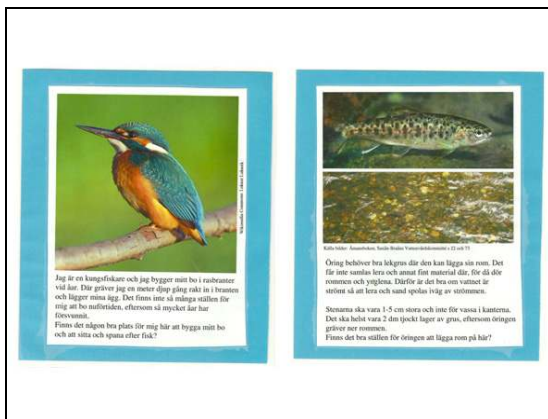 Jag är en kungsfiskare och jag bygger mitt bo i rasbranter
vid åar. Där gräver jag en meter djup gång rakt in i branten
och lägger mina ägg. Det finns inte så många ställen för
mig att bo nuförtiden, eftersom så mycket åar har
försvunnit.
Finns det någon bra plats för mig här att bygga mitt bo
och att sitta och spana efter fisk?
Wikimedia Commons
Källa bilder:
Öring behöver bra lekgrus där den kan lägga sin rom. Det
får inte samlas lera och annat fint material där, för då dör
rommen och ynglena. Därför är det bra om vattnet är
strömt så att lera och sand spolas iväg av strömmen.
Stenarna ska vara 1-5 cm stora och inte för vassa i kanterna.
Det ska helst vara 2 dm tjockt lager av grus, eftersom öringen
gräver ner rommen.
Finns det bra ställen för öringen att lägga rom på här?